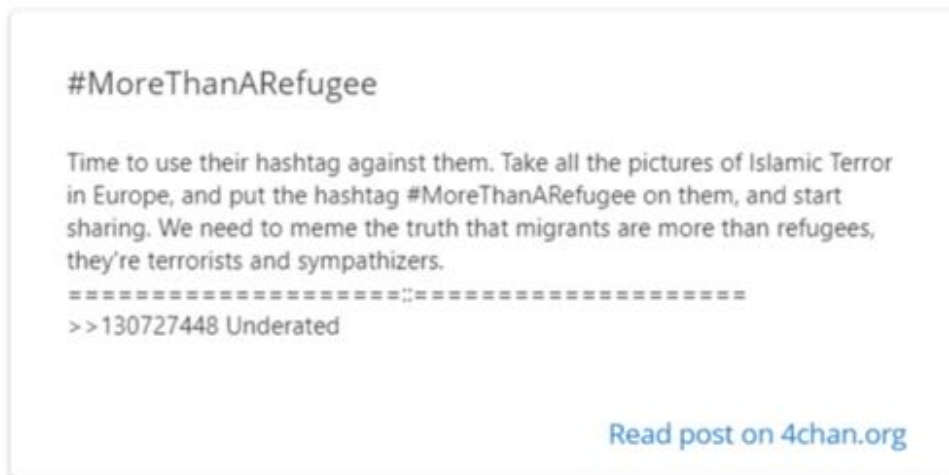 #MoreThanARefugee
Time to use their hashtag against them. Take all the pictures of Islamic Terror
in Europe, and put the hashtag #MoreThanARefugee on them, and start
sharing. We need to meme the truth that migrants are more than refugees,
they're terrorists and sympathizers.
====================::====================
>>130727448 Underated
Read post on 4chan.org